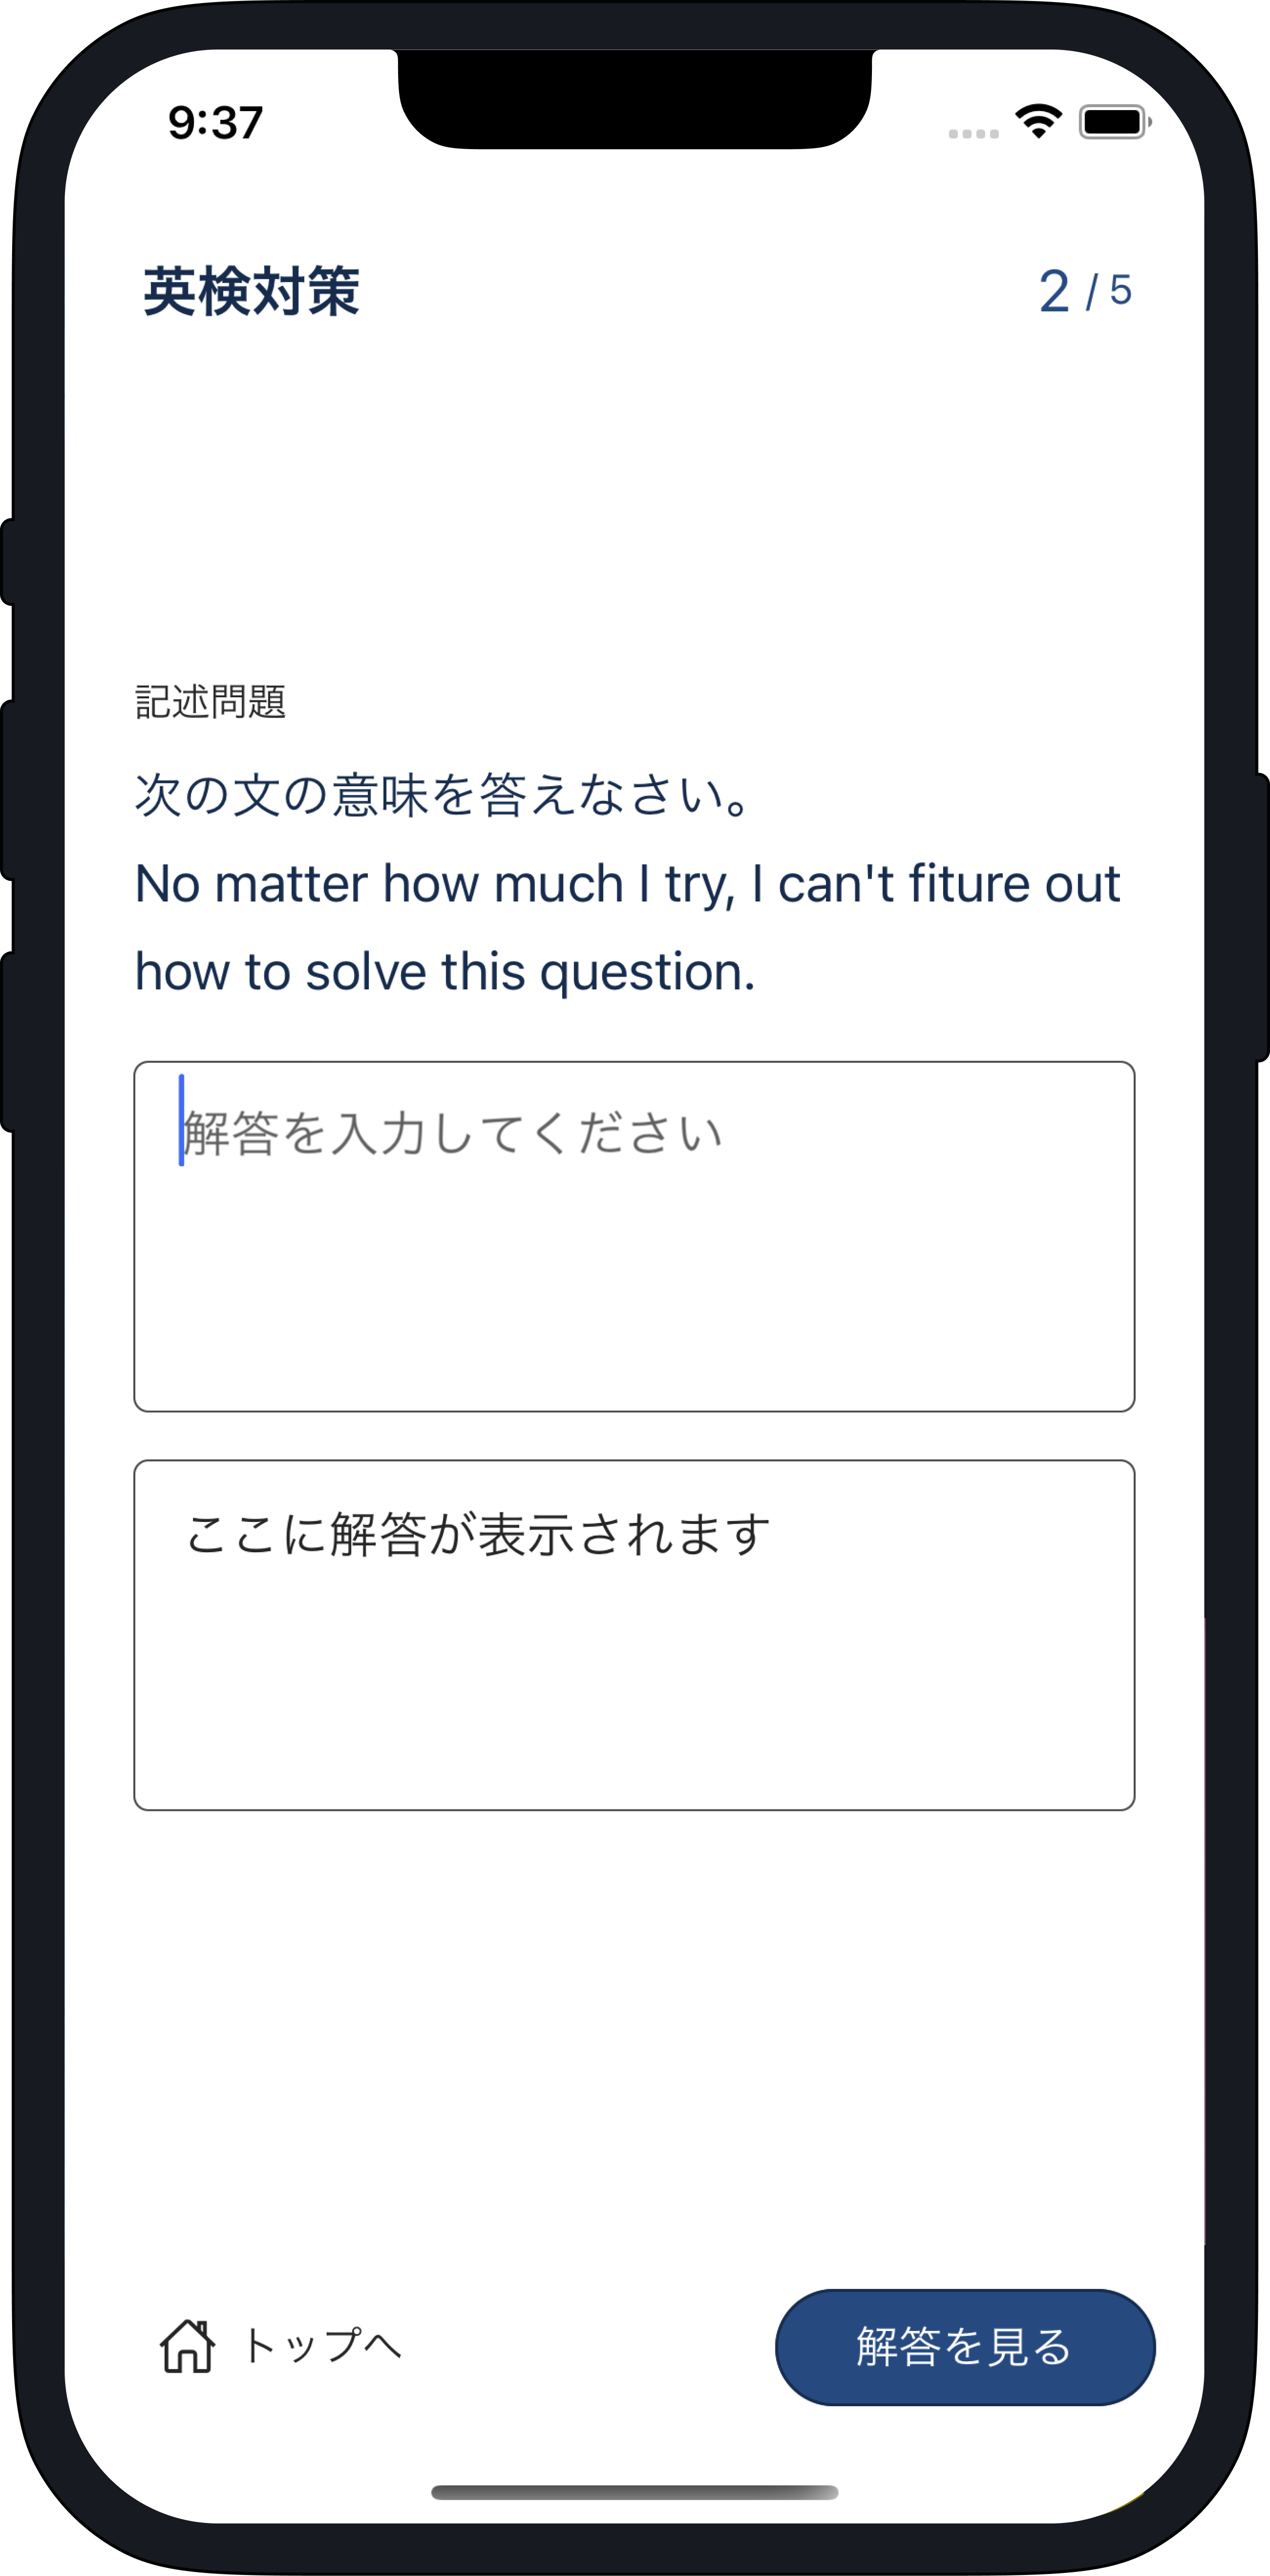 9:37
英検対策
2 / 5
記述問題
次の文の意味を答えなさい。
No matter how much I try, I can't fiture out
how to solve this question.
解答を入力してください
ここに解答が表示されます
トップへ
解答を見る